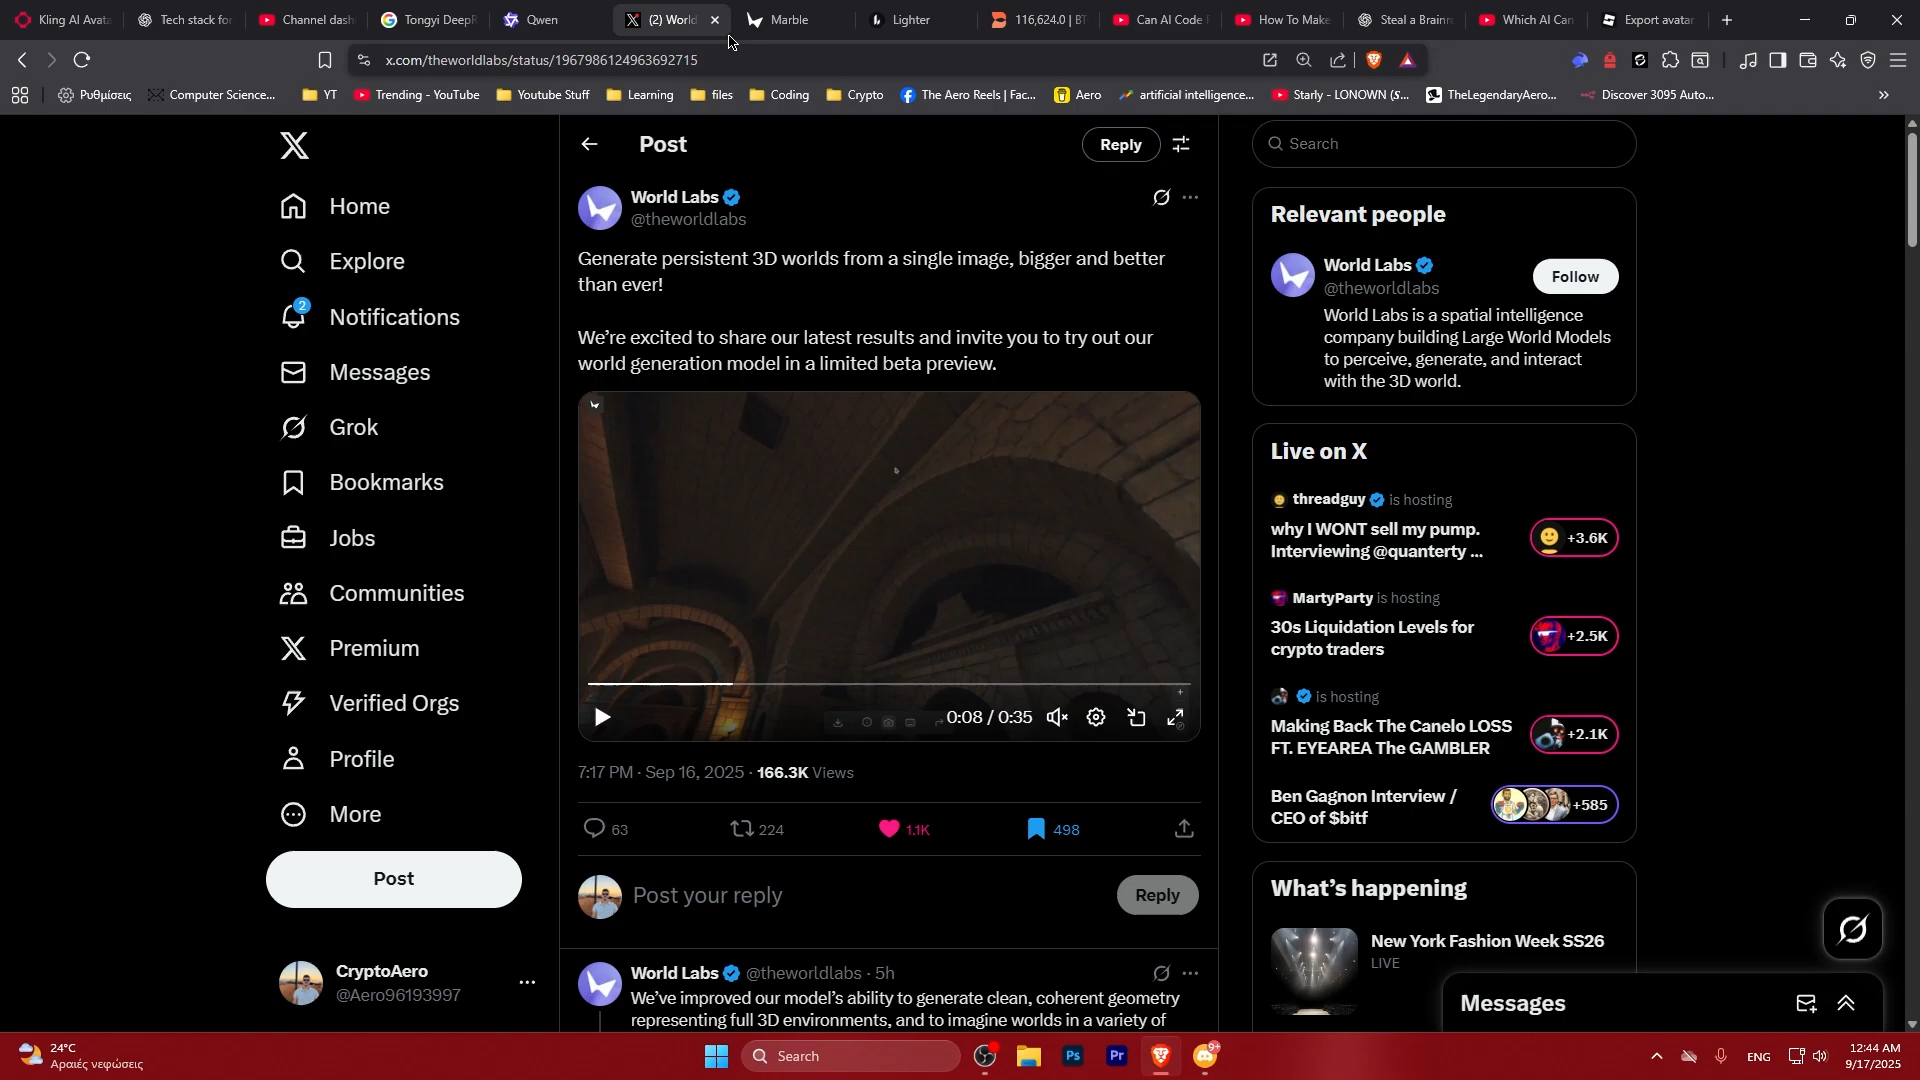 Kling AI Avata
Tech stack for
Channel dash
Tongyi DeepR
Qwen
(2) World
Marble
Lighter
116,624.0 | BT
Can AI Code F
How To Make
Steal a Brainr
Which AI Can
Export avatar
x.com/theworldlabs/status/1967986124963692715
Ρυθμίσεις
Computer Science...
YT
Trending - YouTube
Youtube Stuff
Learning
files
Coding
Crypto
The Aero Reels | Fac...
Aero
artificial intelligence...
Starly - LONOWN (S...
TheLegendaryAero...
Discover 3095 Auto...
Home
Explore
2
Notifications
Messages
Grok
Bookmarks
Jobs
Communities
Premium
Verified Orgs
Profile
More
Post
CryptoAero
@Aero96193997
Post
Reply
World Labs
@theworldlabs
Generate persistent 3D worlds from a single image, bigger and better
than ever!
We're excited to share our latest results and invite you to try out our
world generation model in a limited beta preview.
0:08 / 0:35
7:17 PM · Sep 16, 2025 · 166.3K Views
63
224
1.1K
498
Post your reply
Reply
World Labs @theworldlabs · 5h
We've improved our model's ability to generate clean, coherent geometry
representing full 3D environments, and to imagine worlds in a variety of
Search
Relevant people
World Labs
@theworldlabs
Follow
World Labs is a spatial intelligence
company building Large World Models
to perceive, generate, and interact
with the 3D world.
Live on X
threadguy is hosting
why I WONT sell my pump.
Interviewing @quanterty ...
+3.6K
MartyParty is hosting
30s Liquidation Levels for
crypto traders
+2.5K
is hosting
Making Back The Canelo LOSS
FT. EYEAREA The GAMBLER
+2.1K
Ben Gagnon Interview /
CEO of $bitf
+585
What's happening
New York Fashion Week SS26
LIVE
Messages
24°C
Αραιές νεφώσεις
Search
Ps
Pr
9+
ENG
12:44 AM
9/17/2025